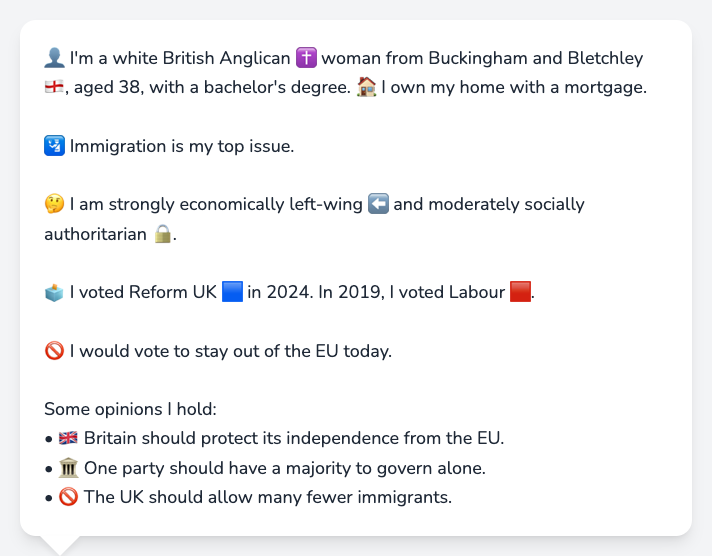 👤 I'm a white British Anglican ✝️ woman from Buckingham and Bletchley
🏴󠁧󠁢󠁥󠁮󠁧󠁿, aged 38, with a bachelor's degree. 🏠 I own my home with a mortgage.
🛂 Immigration is my top issue.
🤔 I am strongly economically left-wing ⬅️ and moderately socially
authoritarian 🔒.
🗳️ I voted Reform UK 🟦 in 2024. In 2019, I voted Labour 🟥.
🚫 I would vote to stay out of the EU today.
Some opinions I hold:
• 🇬🇧 Britain should protect its independence from the EU.
• 🏛️ One party should have a majority to govern alone.
• 🚫 The UK should allow many fewer immigrants.